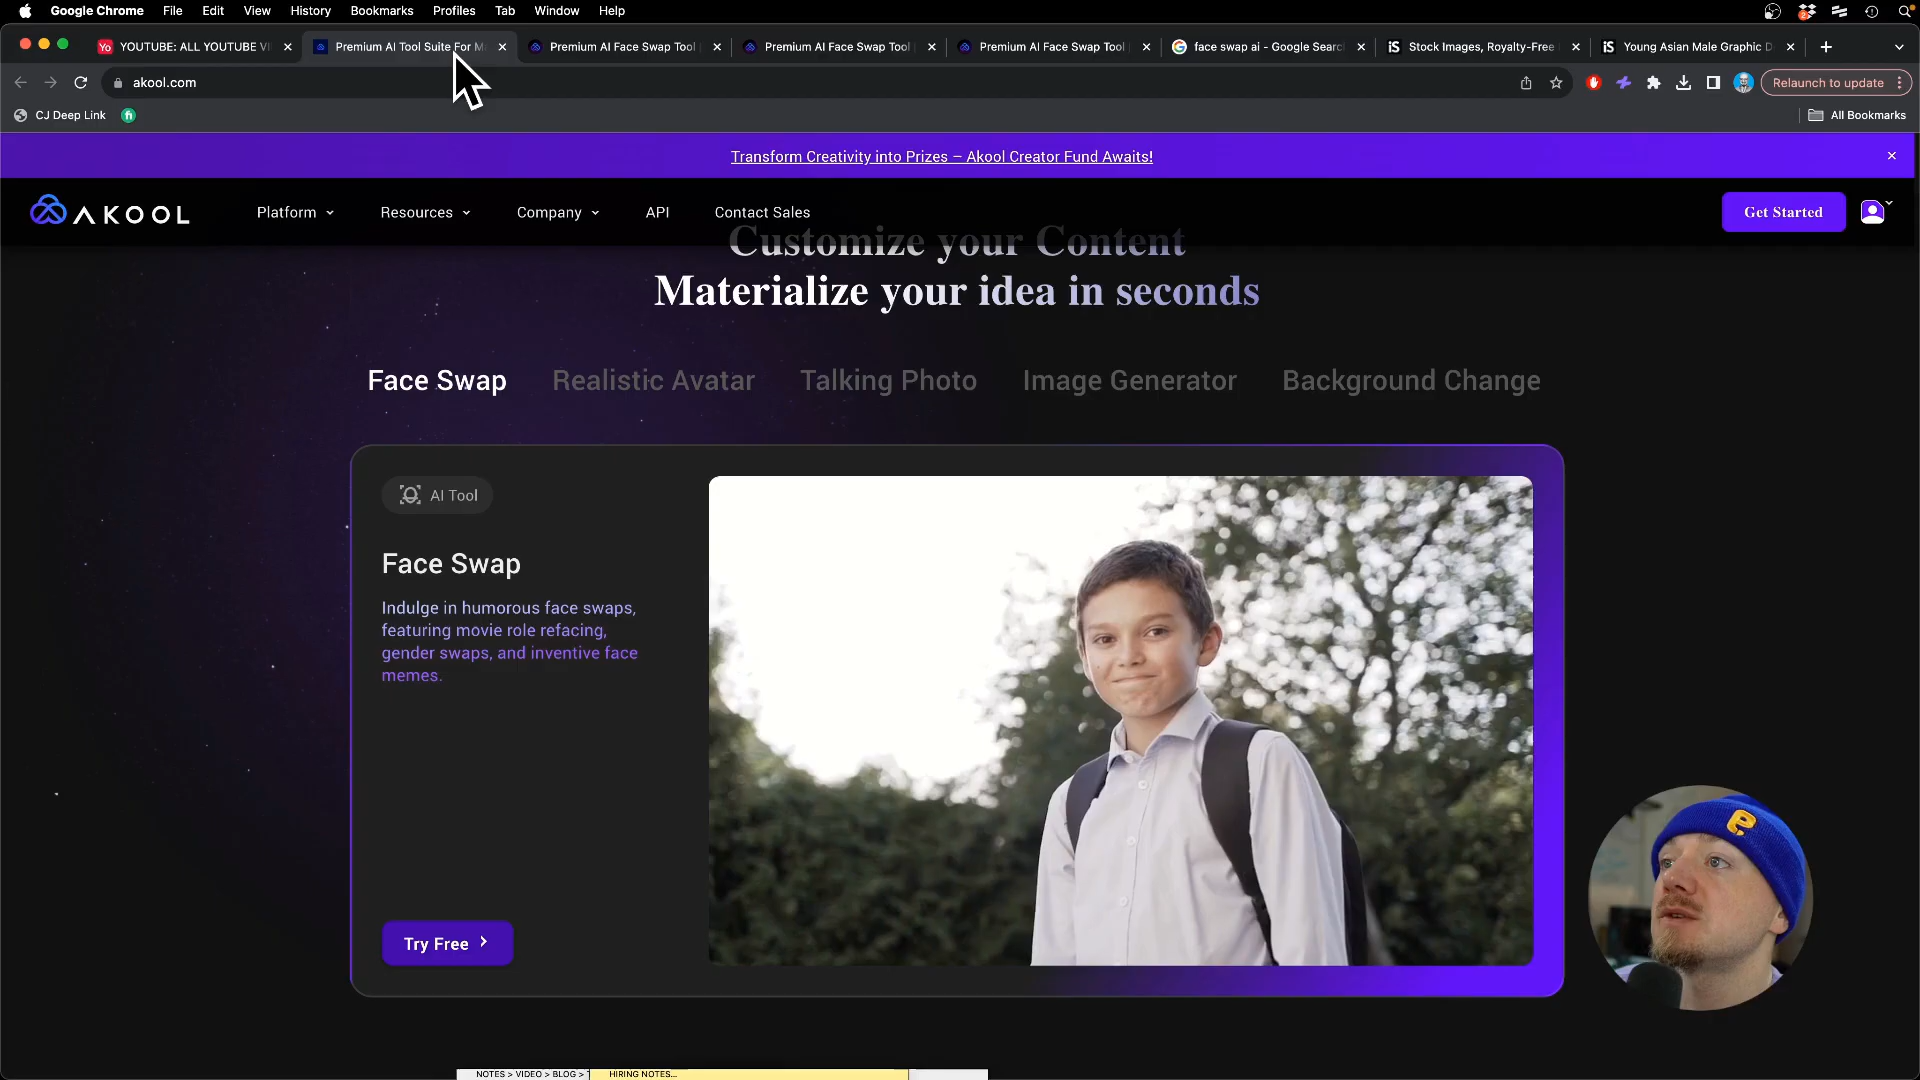 Google Chrome File Edit View History Bookmarks Profiles Tab Window Help
Yo YOUTUBE: ALL YOUTUBE VI
Premium AI Tool Suite For M
Premium AI Face Swap Tool
Premium AI Face Swap Tool
Premium AI Face Swap Tool
face swap ai - Google Searc
iS Stock Images, Royalty-Free
iS Young Asian Male Graphic D
akool.com
Relaunch to update
CJ Deep Link
fi
All Bookmarks
Transform Creativity into Prizes – Akool Creator Fund Awaits!
AKOOL
Platform Resources Company API Contact Sales
Get Started
Customize your Content
Materialize your idea in seconds
Face Swap Realistic Avatar Talking Photo Image Generator Background Change
AI Tool
Face Swap
Indulge in humorous face swaps,
featuring movie role refacing,
gender swaps, and inventive face
memes.
Try Free
e
NOTES > VIDEO > BLOG >
HIRING NOTES...